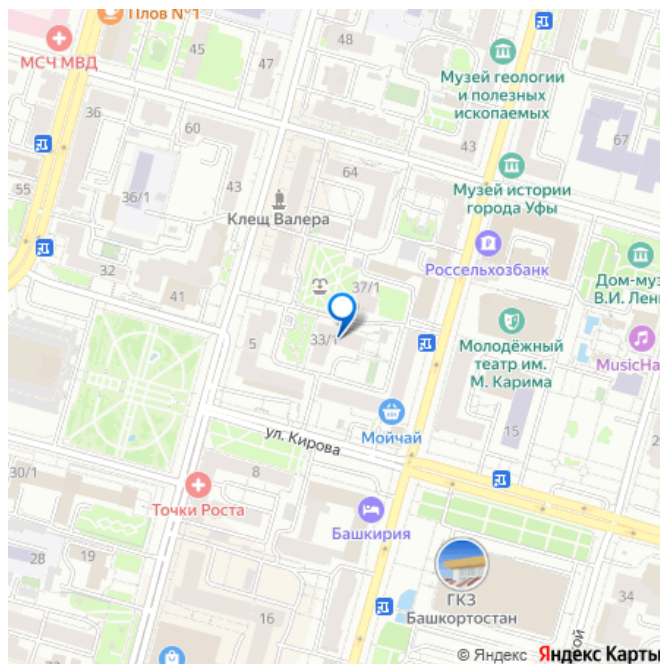 Плов №1
МСЧ МВД
45
47
48
Музей геологии
и полезных
ископаемых
36
60
43
67
64
Музей истории
города Уфы
55
36/1
43
Клещ Валера
Россельхозбанк
32
37/1
Дом-муз
В.И. Лени
41
5
33/1
Молодёжный
театр им.
М. Карима
MusicHa
Мойчай
15
ул. Кирова
30/1
8
Точки Роста
Башкирия
28
19
16
ГКЗ
Башкортостан
34
ой
© Яндекс Яндекс Карты